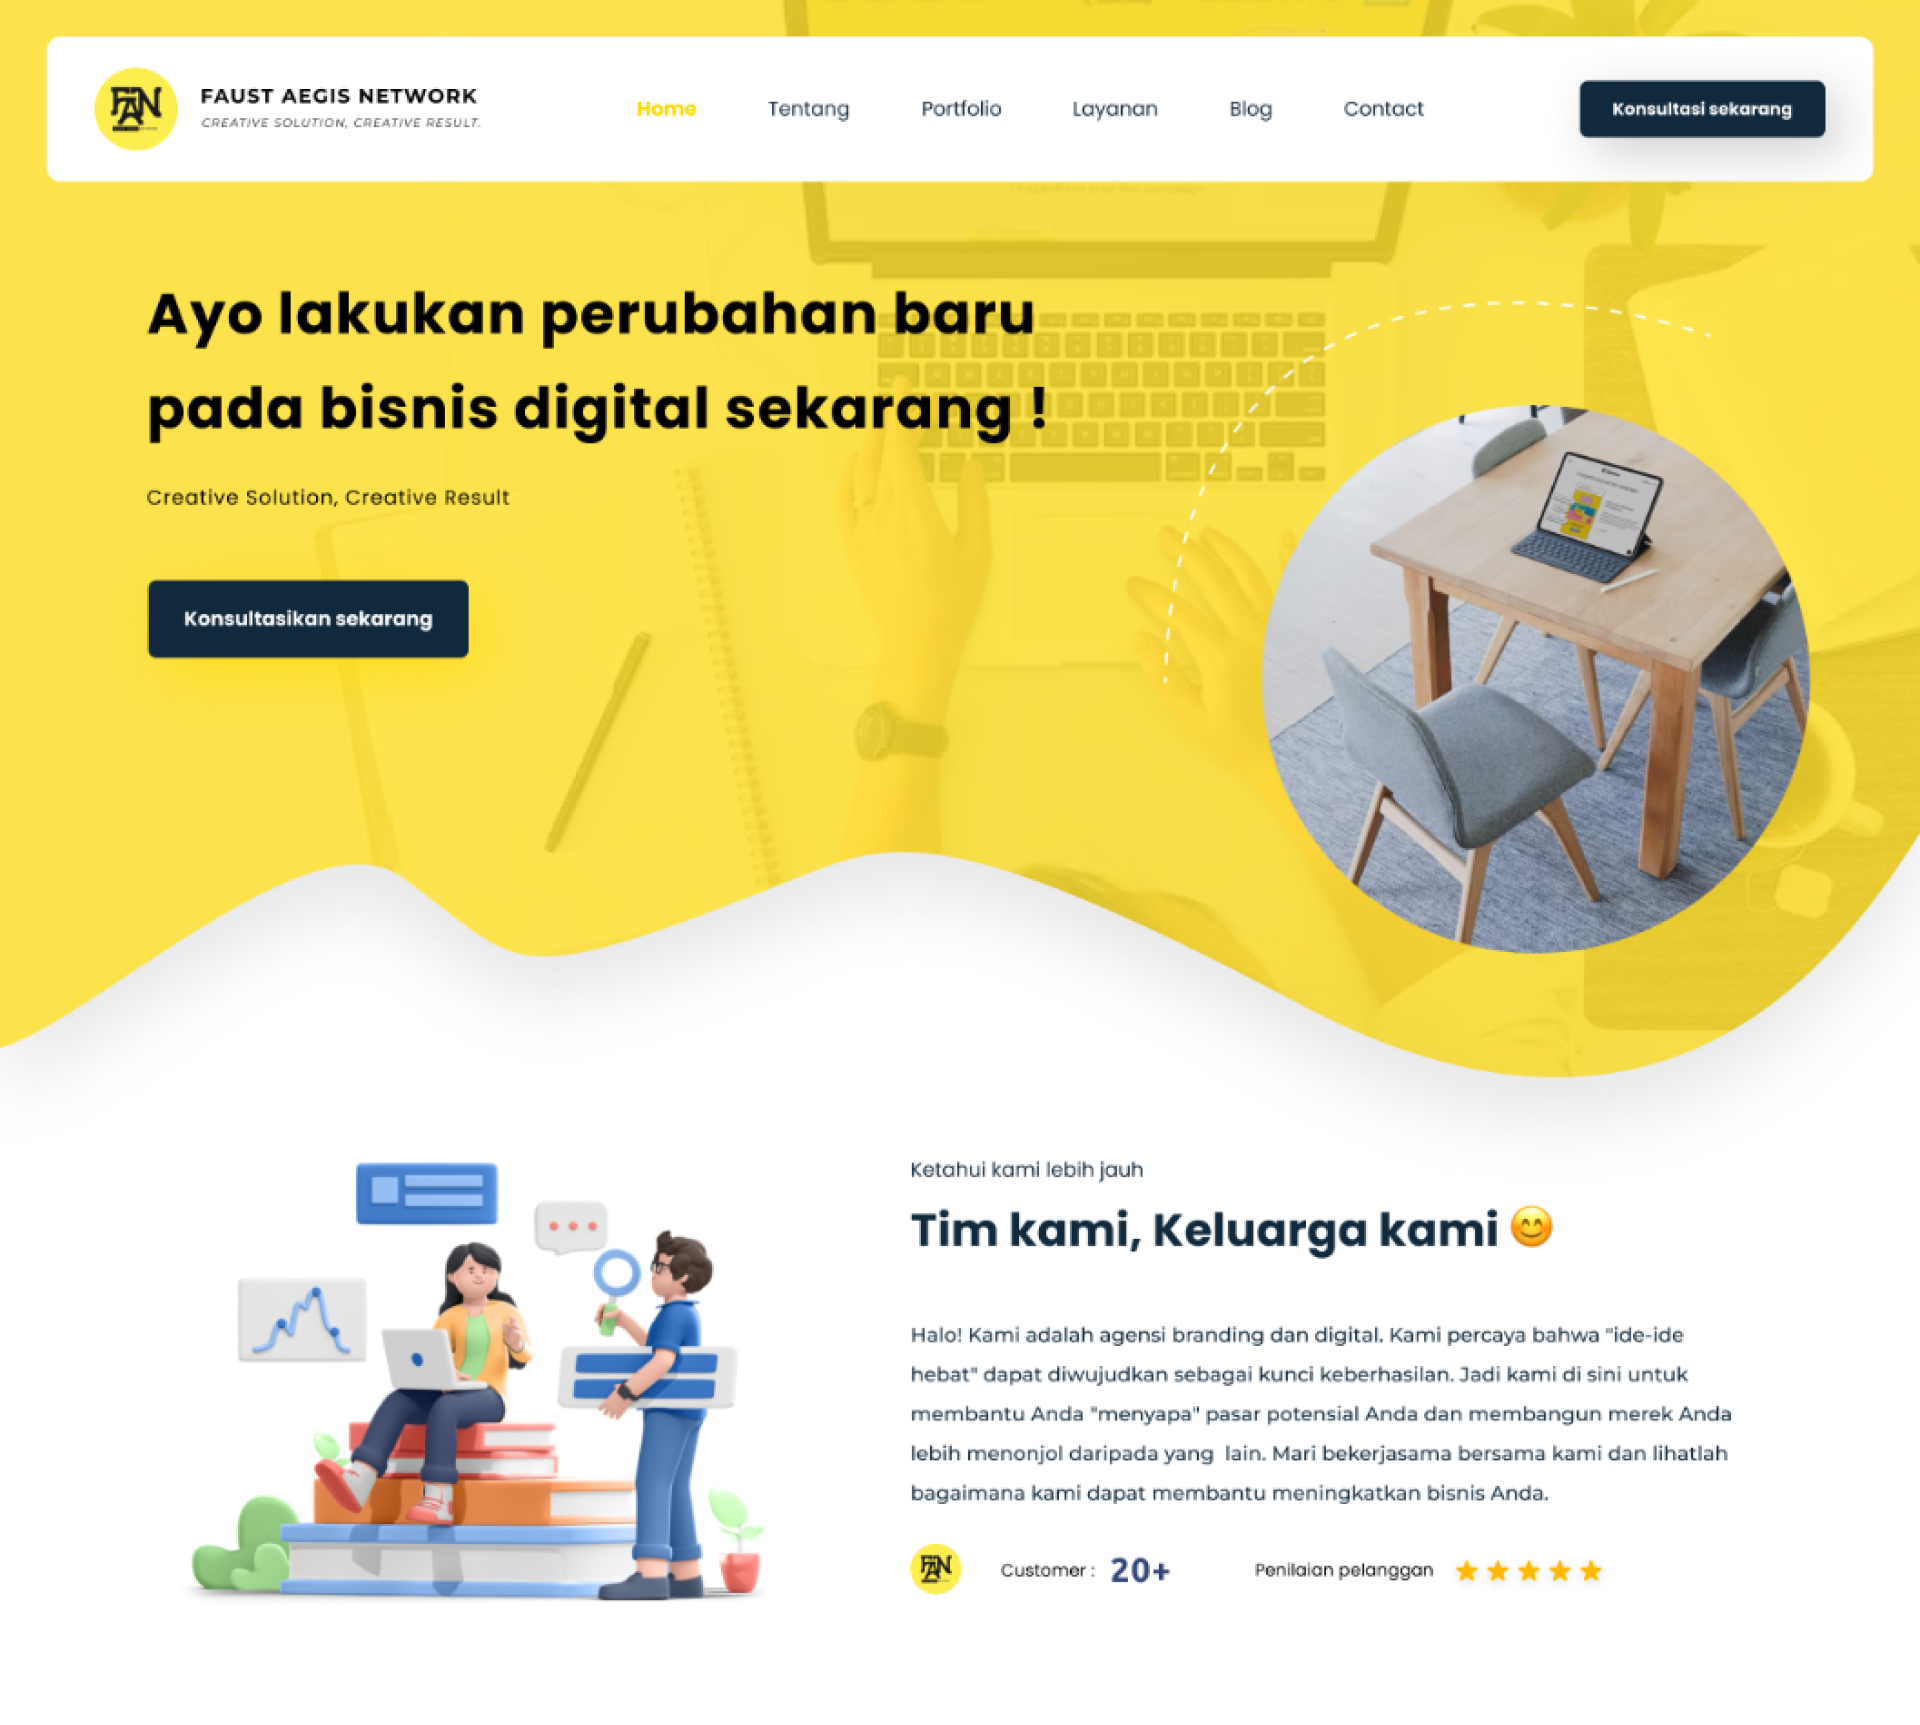 FAN
FAUST AEGIS NETWORK
CREATIVE SOLUTION, CREATIVE RESULT.
Home
Tentang
Portfolio
Layanan
Blog
Contact
Konsultasi sekarang
Ayo lakukan perubahan baru
pada bisnis digital sekarang !
Creative Solution, Creative Result
Konsultasikan sekarang
Ketahui kami lebih jauh
Tim kami, Keluarga kami 😊
Halo! Kami adalah agensi branding dan digital. Kami percaya bahwa "ide-ide
hebat" dapat diwujudkan sebagai kunci keberhasilan. Jadi kami di sini untuk
membantu Anda "menyapa" pasar potensial Anda dan membangun merek Anda
lebih menonjol daripada yang  lain. Mari bekerjasama bersama kami dan lihatlah
bagaimana kami dapat membantu meningkatkan bisnis Anda.
FAN
Customer : 20+
Penilaian pelanggan